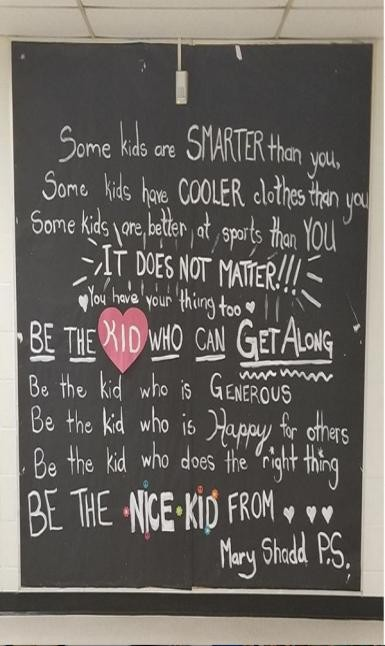 Some kids are SMARTER than you,
Some kids have COOLER clothes than you
Some kids are better at sports than YOU
IT DOES NOT MATTER!!!
You have your thing too
BE THE KID WHO CAN GET ALONG
Be the kid who is GENEROUS
Be the kid who is Happy for others
Be the kid who does the right thing
BE THE NICE KID FROM
Mary Shadd P.S.